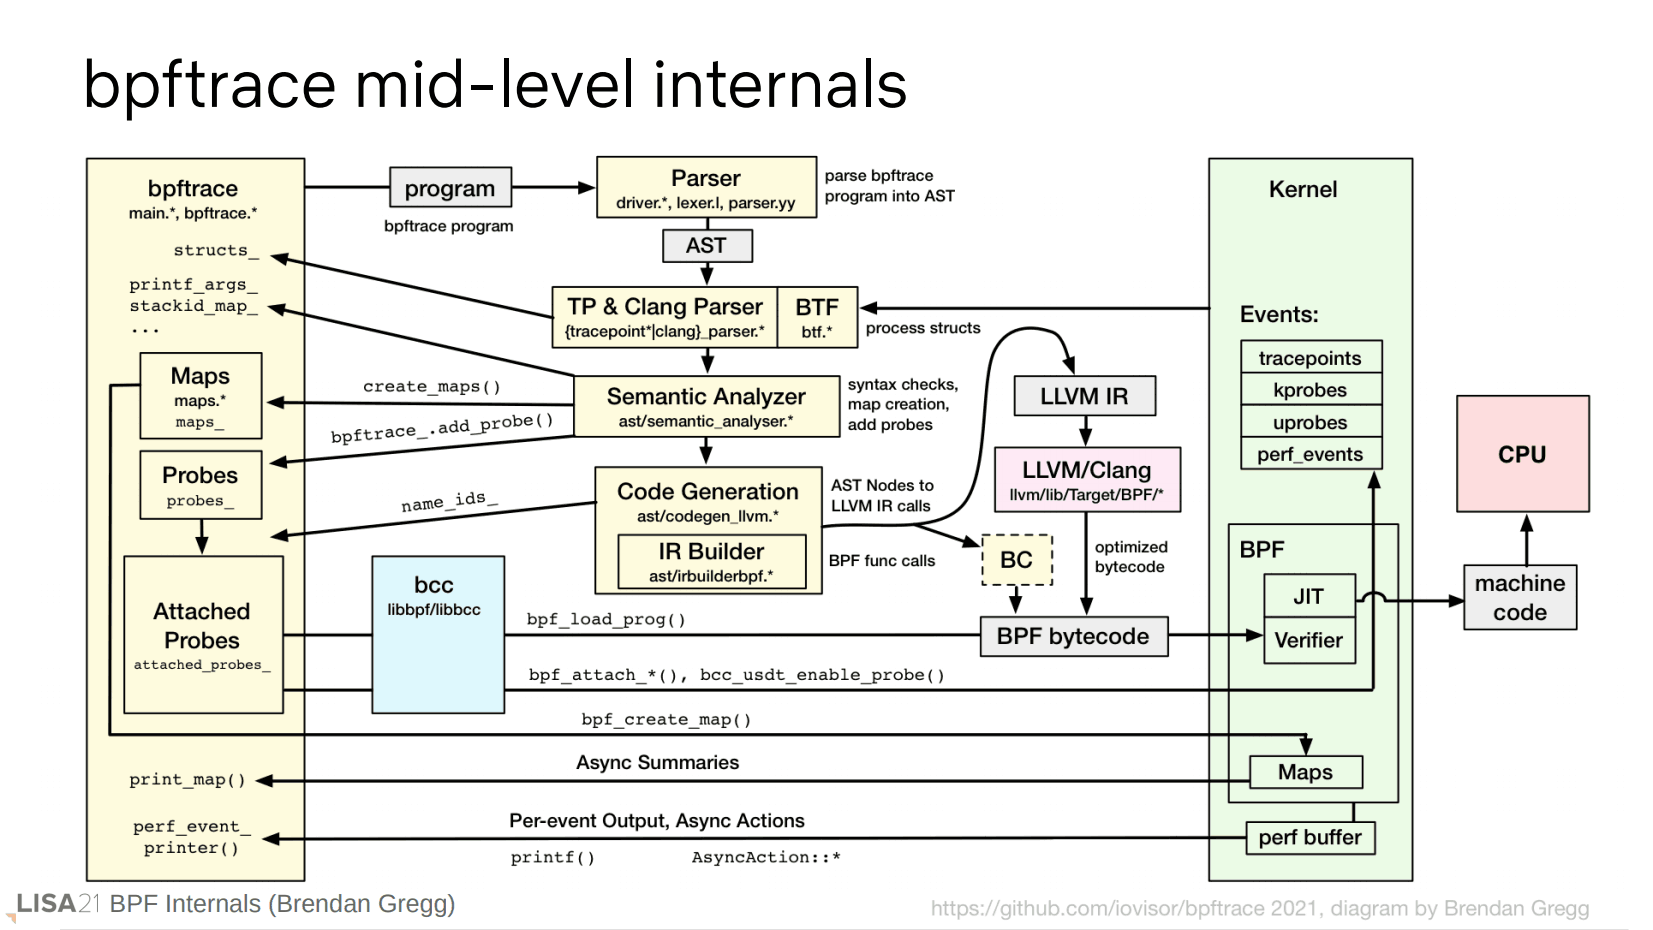 bpftrace mid-level internals
bpftrace
main.*, bpftrace.*
structs_
printf_args_
stackid_map_
...
Maps
maps.*
maps_
Probes
probes_
Attached
Probes
attached_probes_
print_map()
perf_event_
printer()
program
bpftrace program
Parser
driver.*, lexer.l, parser.yy
parse bpftrace
program into AST
AST
TP & Clang Parser
{tracepoint*|clang}_parser.*
BTF
btf.*
process structs
create_maps()
bpftrace_.add_probe()
Semantic Analyzer
ast/semantic_analyser.*
syntax checks,
map creation,
add probes
name_ids_
Code Generation
ast/codegen_llvm.*
IR Builder
ast/irbuilderbpf.*
AST Nodes to
LLVM IR calls
BPF func calls
LLVM IR
LLVM/Clang
llvm/lib/Target/BPF/*
BC
optimized
bytecode
BPF bytecode
bcc
libbpf/libbcc
bpf_load_prog()
bpf_attach_*(), bcc_usdt_enable_probe()
bpf_create_map()
Async Summaries
Per-event Output, Async Actions
printf()
AsyncAction::*
Kernel
Events:
tracepoints
kprobes
uprobes
perf_events
BPF
JIT
Verifier
Maps
perf buffer
CPU
machine
code
LISA21 BPF Internals (Brendan Gregg)
https://github.com/iovisor/bpftrace 2021, diagram by Brendan Gregg